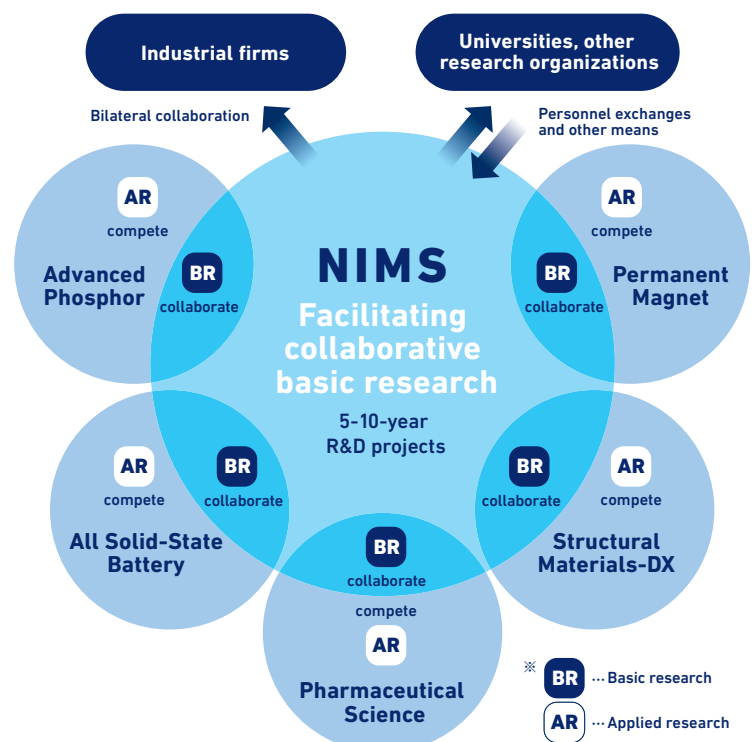 Industrial firms
Universities, other
research organizations
Bilateral collaboration
Personnel exchanges
and other means
AR
compete
BR
collaborate
Advanced
Phosphor
NIMS
Facilitating
collaborative
basic research
5-10-year
R&D projects
AR
compete
BR
collaborate
Permanent
Magnet
AR
compete
BR
collaborate
All Solid-State
Battery
BR
collaborate
AR
compete
Structural
Materials-DX
BR
collaborate
compete
AR
Pharmaceutical
Science
※
BR ··· Basic research
AR ··· Applied research